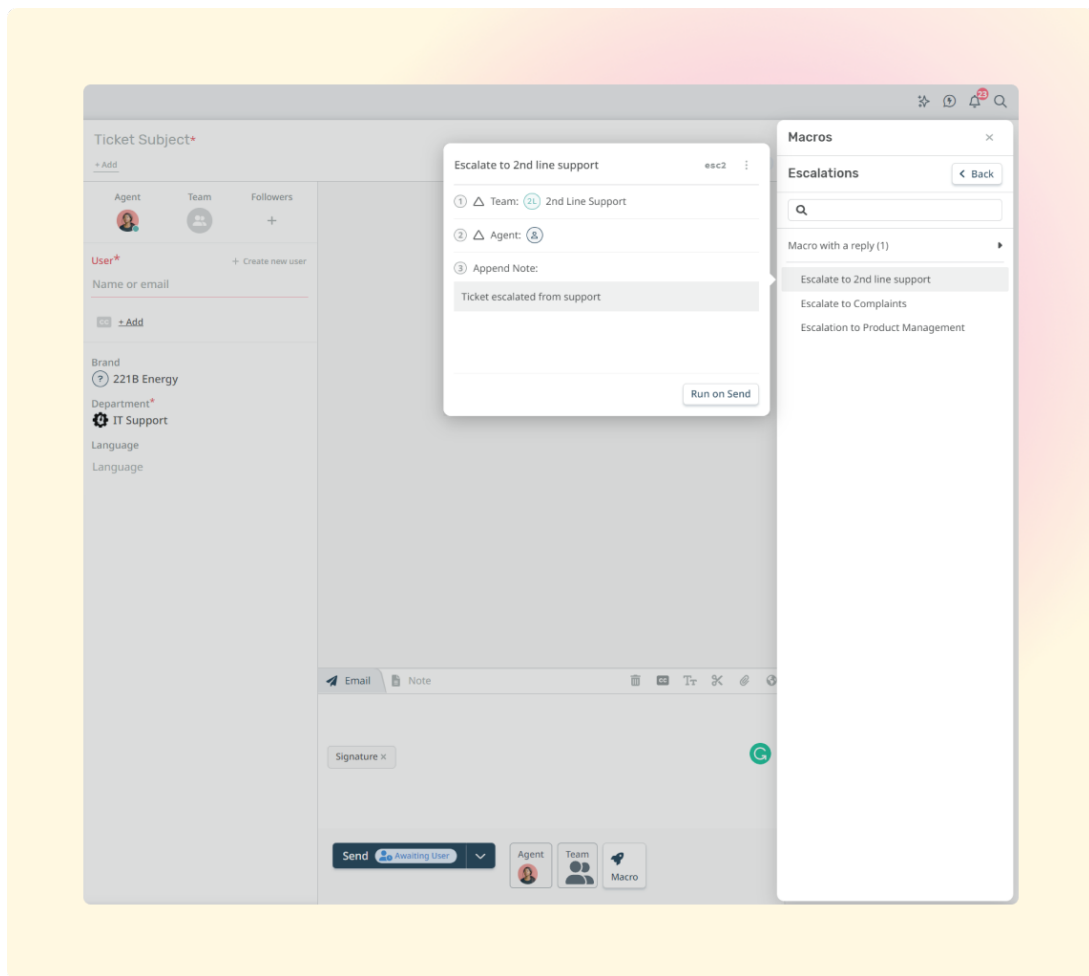 23
Ticket Subject*
+ Add
Agent Team Followers
User* + Create new user
Name or email
CC + Add
Brand
221B Energy
Department*
IT Support
Language
Language
Escalate to 2nd line support esc2
1 Team: 2L 2nd Line Support
2 Agent:
3 Append Note:
Ticket escalated from support
Run on Send
Macros
Escalations Back
Macro with a reply (1)
Escalate to 2nd line support
Escalate to Complaints
Escalation to Product Management
Email Note
Signature ×
Send Awaiting User
Agent Team Macro